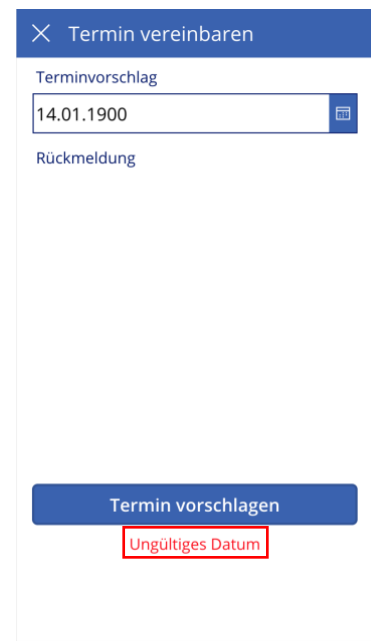 Termin vereinbaren
Terminvorschlag
14.01.1900
Rückmeldung
Termin vorschlagen
Ungültiges Datum